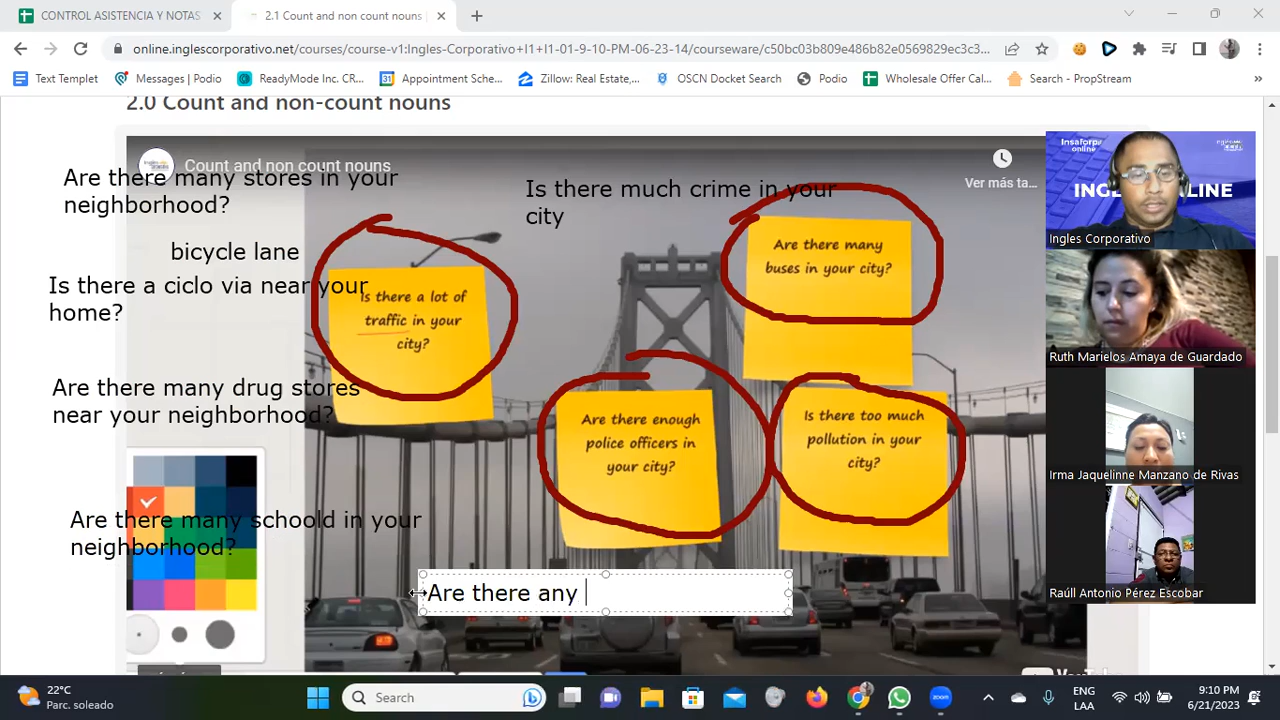 CONTROL ASISTENCIA Y NOTAS
2.1 Count and non count nouns |
online.inglescorporativo.net/courses/course-v1:Ingles-Corporativo+I1+I1-01-9-10-PM-06-23-14/courseware/c50bc03b809e486b82e0569829ec3c3...
Text Templet
Messages | Podio
ReadyMode Inc. CR...
Appointment Sche...
Zillow: Real Estate,...
OSCN Docket Search
Podio
Wholesale Offer Cal...
Search - PropStream
2.0 Count and non-count nouns
Count and non count nouns
Ver más ta...
Are there many stores in your
neighborhood?
Is there much crime in your
city
bicycle lane
Is there a ciclo via near your
home?
Are there many drug stores
near your neighborhood?
Are there many schoold in your
neighborhood?
Are there any
Is there a lot of
traffic in your
city?
Are there many
buses in your city?
Are there enough
police officers in
your city?
Is there too much
pollution in your
city?
INGL
LINE
Ingles Corporativo
Ruth Marielos Amaya de Guardado
Irma Jaquelinne Manzano de Rivas
Raúll Antonio Pérez Escobar
22°C
Parc. soleado
Search
ENG
LAA
9:10 PM
6/21/2023